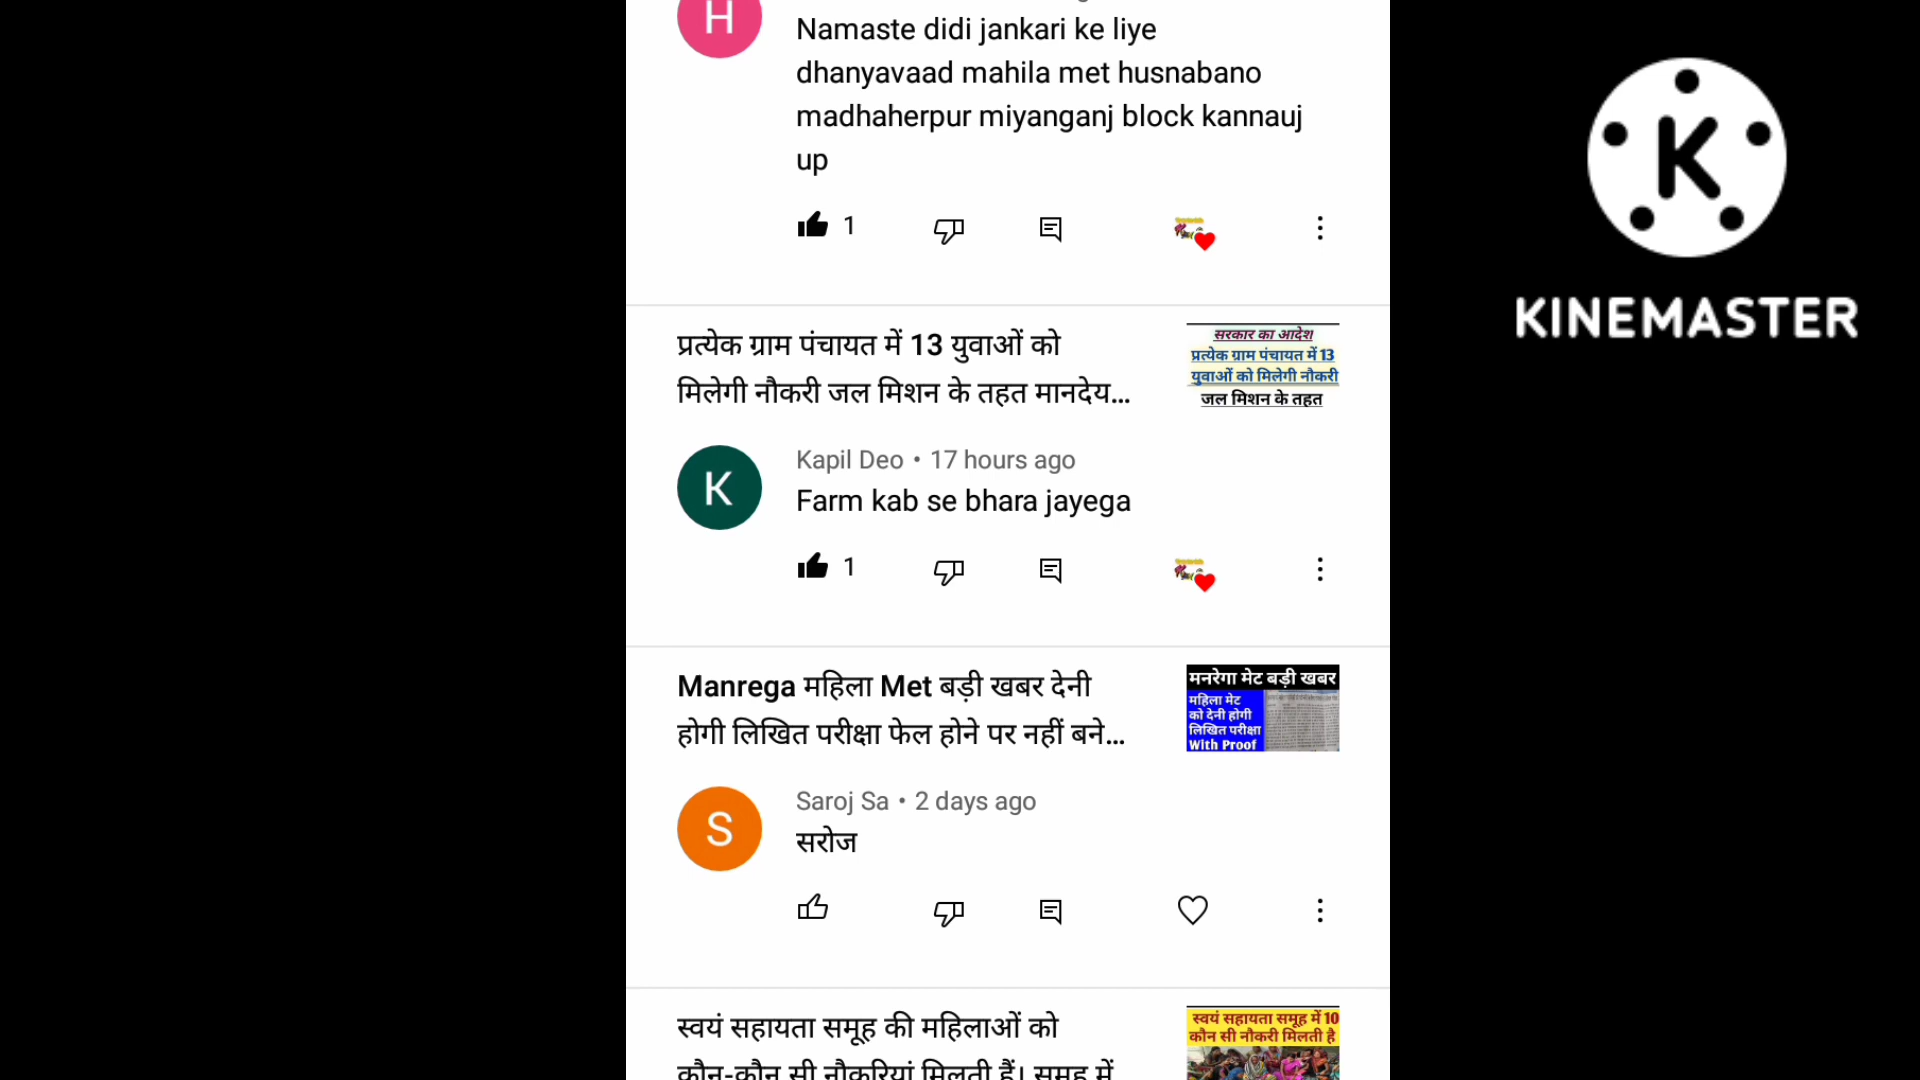 H
Namaste didi jankari ke liye
dhanyavaad mahila met husnabano
madhaherpur miyanganj block kannauj
up
1
प्रत्येक ग्राम पंचायत में 13 युवाओं को
मिलेगी नौकरी जल मिशन के तहत मानदेय...
सरकार का आदेश
प्रत्येक ग्राम पंचायत में 13
युवाओं को मिलेगी नौकरी
जल मिशन के तहत
K
Kapil Deo • 17 hours ago
Farm kab se bhara jayega
1
Manrega महिला Met बड़ी खबर देनी
होगी लिखित परीक्षा फेल होने पर नहीं बने...
मनरेगा मेट बड़ी खबर
महिला मेट
को देनी होगी
लिखित परीक्षा
With Proof
S
Saroj Sa • 2 days ago
सरोज
स्वयं सहायता समूह की महिलाओं को
कौन-कौन सी नौकरियां मिलती हैं। समूह में
स्वयं सहायता समूह में 10
कौन सी नौकरी मिलती है
K
KINEMASTER